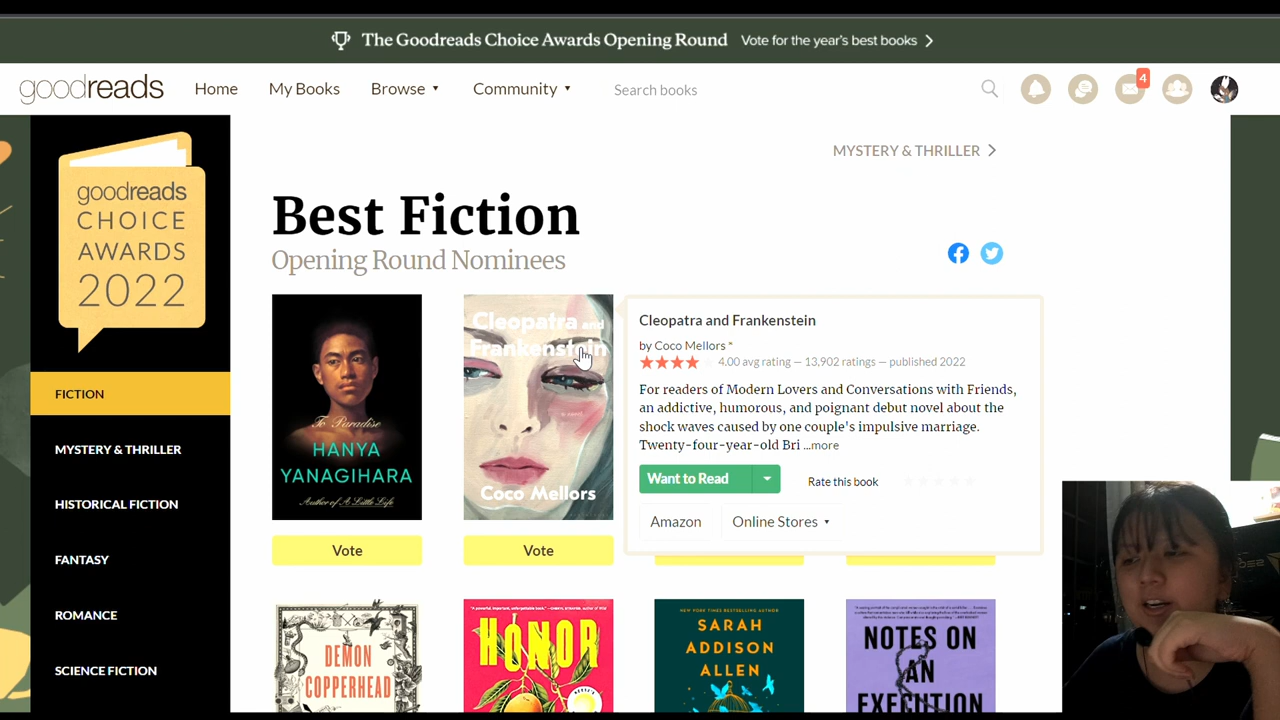 The Goodreads Choice Awards Opening Round Vote for the year's best books
goodreads Home My Books Browse Community Search books 4
goodreads
CHOICE
AWARDS
2022
FICTION
MYSTERY & THRILLER
HISTORICAL FICTION
FANTASY
ROMANCE
SCIENCE FICTION
MYSTERY & THRILLER
Best Fiction
Opening Round Nominees
To Paradise
HANYA
YANAGIHARA
Author of A Little Life
Vote
Cleopatra and
Frankenstein
Coco Mellors
Vote
Cleopatra and Frankenstein
by Coco Mellors *
4.00 avg rating — 13,902 ratings — published 2022
For readers of Modern Lovers and Conversations with Friends,
an addictive, humorous, and poignant debut novel about the
shock waves caused by one couple's impulsive marriage.
Twenty-four-year-old Bri ...more
Want to Read
Rate this book
Amazon
Online Stores
DEMON
COPPERHEAD
HONOR
NEW YORK TIMES BESTSELLING AUTHOR
SARAH
ADDISON
ALLEN
NOTES ON
AN
EXECUTION